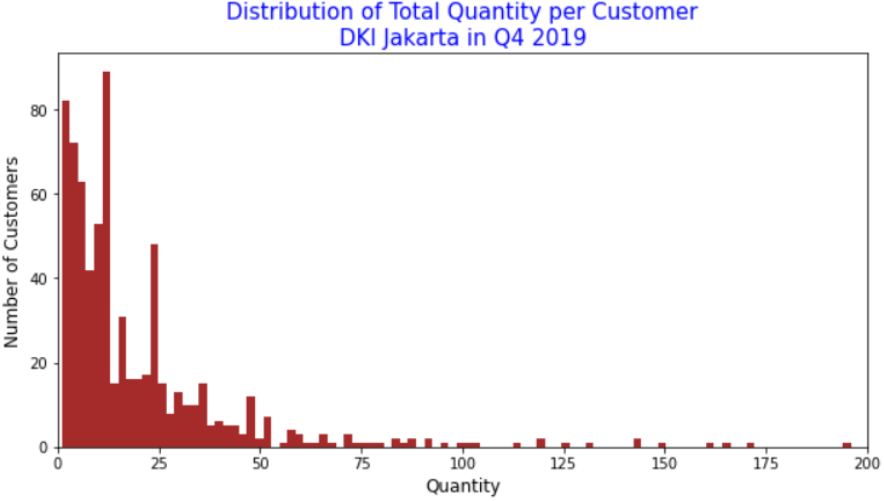 Distribution of Total Quantity per Customer
DKI Jakarta in Q4 2019
Number of Customers
80
60
40
20
0
0 25 50 75 100 125 150 175 200
Quantity